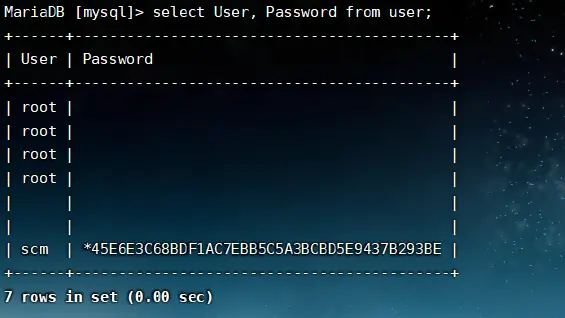 MariaDB [mysql]> select User, Password from user;
+------+-------------------------------------------+
| User | Password                                  |
+------+-------------------------------------------+
| root |                                           |
| root |                                           |
| root |                                           |
| root |                                           |
|      |                                           |
|      |                                           |
| scm  | *45E6E3C68BDF1AC7EBB5C5A3BCBD5E9437B293BE |
+------+-------------------------------------------+
7 rows in set (0.00 sec)